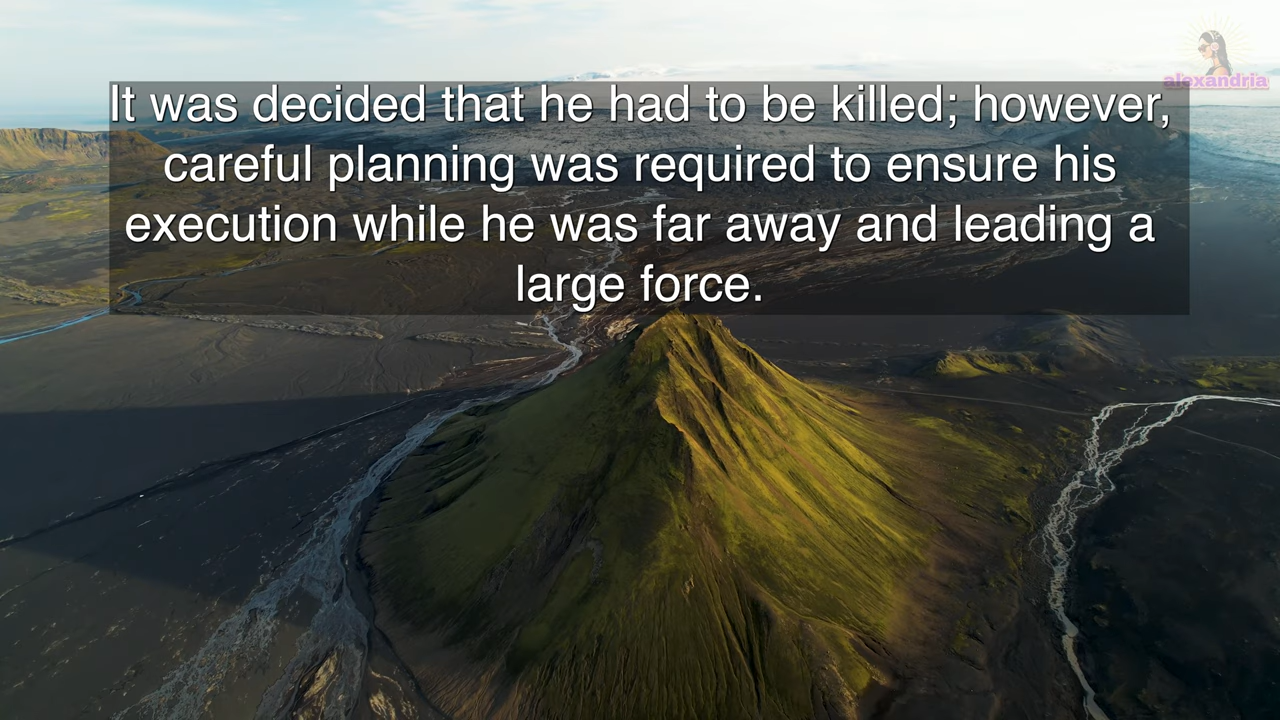 alexandria
It was decided that he had to be killed; however,
careful planning was required to ensure his
execution while he was far away and leading a
large force.